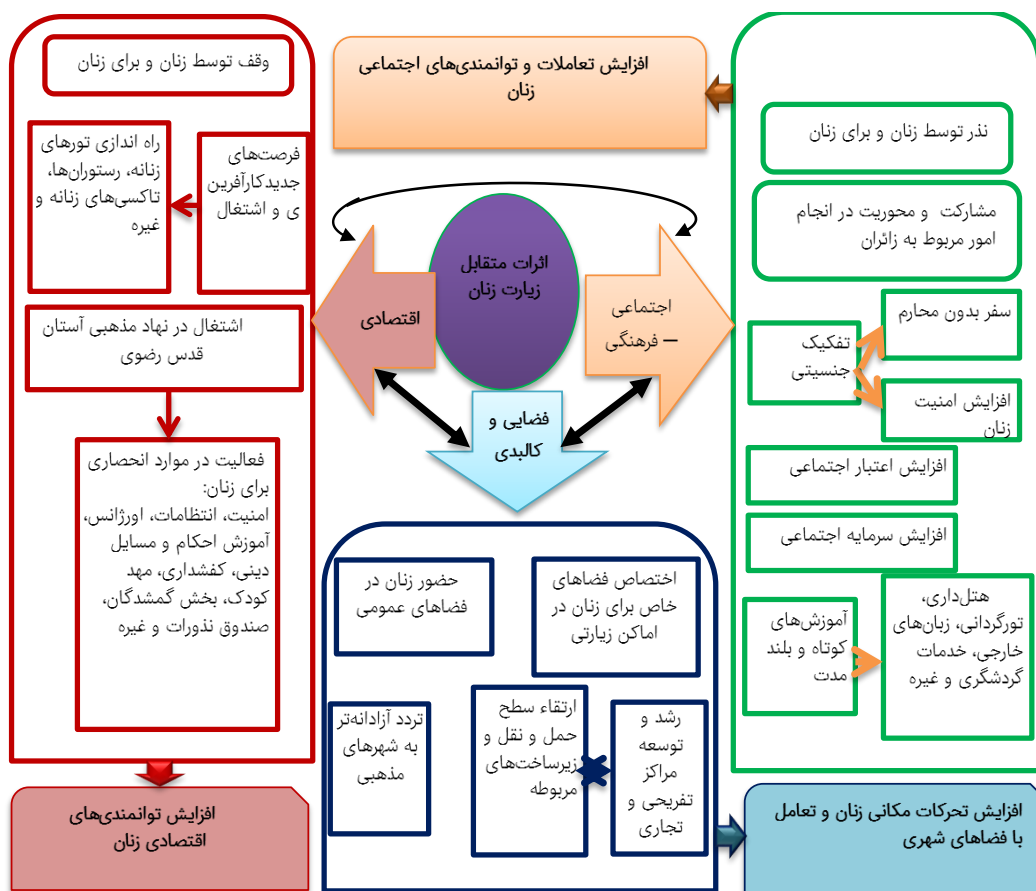 افزایش تعاملات و توانمندی‌های اجتماعی
زنان
نذر توسط زنان و برای زنان
مشارکت و محوریت در انجام
امور مربوط به زائران
سفر بدون محارم
تفکیک
جنسیتی
افزایش امنیت
زنان
افزایش اعتبار اجتماعی
افزایش سرمایه اجتماعی
آموزش‌های
کوتاه و بلند
مدت
هتل‌داری،
تورگردانی، زبان‌های
خارجی، خدمات
گردشگری و غیره
اثرات متقابل
زیارت زنان
اجتماعی
– فرهنگی
اقتصادی
فضایی و
کالبدی
وقف توسط زنان و برای زنان
فرصت‌های
جدیدکارآفرین
ی و اشتغال
راه اندازی تورهای
زنانه، رستوران‌ها،
تاکسی‌های زنانه و
غیره
اشتغال در نهاد مذهبی آستان
قدس رضوی
فعالیت در موارد انحصاری
برای زنان:
امنیت، انتظامات، اورژانس،
آموزش احکام و مسایل
دینی، کفشداری، مهد
کودک، بخش گمشدگان،
صندوق نذورات و غیره
اختصاص فضاهای
خاص برای زنان در
اماکن زیارتی
حضور زنان در
فضاهای عمومی
رشد و
توسعه
مراکز
تفریحی و
تجاری
ارتقاء سطح
حمل و نقل و
زیرساخت‌های
مربوطه
تردد آزادانه‌تر
به شهرهای
مذهبی
افزایش تحرکات مکانی زنان و تعامل
با فضاهای شهری
افزایش توانمندی‌های
اقتصادی زنان